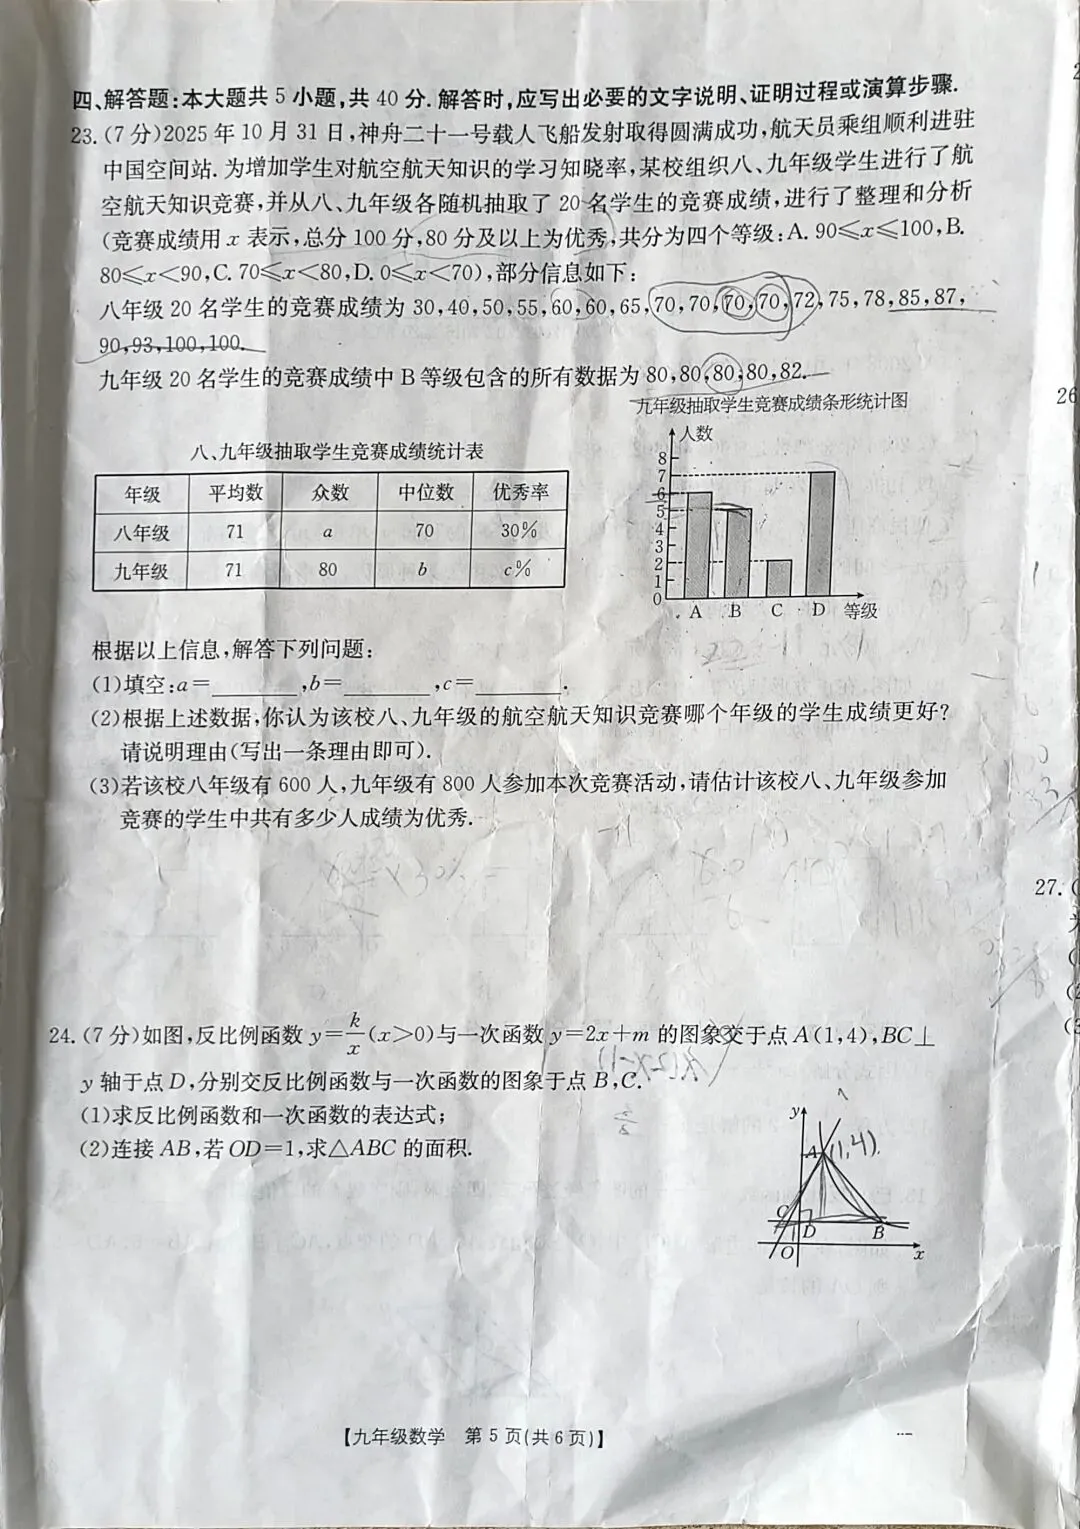 四、解答题:本大题共5小题,共40分.解答时,应写出必要的文字说明、证明过程或演算步骤.
23.(7分)2025年10月31日,神舟二十一号载人飞船发射取得圆满成功,航天员乘组顺利进驻
中国空间站.为增加学生对航空航天知识的学习知晓率,某校组织八、九年级学生进行了航
空航天知识竞赛,并从八、九年级各随机抽取了20名学生的竞赛成绩,进行了整理和分析
(竞赛成绩用x表示,总分100分,80分及以上为优秀,共分为四个等级:A.90≤x≤100,B.
80≤x<90,C.70≤x<80,D.0≤x<70),部分信息如下:
八年级20名学生的竞赛成绩为30,40,50,55,60,60,65,70,70,70,70,72,75,78,85,87,
90,93,100,100.
九年级20名学生的竞赛成绩中B等级包含的所有数据为80,80,80,80,82.
九年级抽取学生竞赛成绩条形统计图
人数
8
7
6
5
4
3
2
1
0
A B C D 等级
八、九年级抽取学生竞赛成绩统计表
年级 平均数 众数 中位数 优秀率
八年级 71 a 70 30%
九年级 71 80 b c%
根据以上信息,解答下列问题:
(1)填空:a=________,b=________,c=________.
(2)根据上述数据,你认为该校八、九年级的航空航天知识竞赛哪个年级的学生成绩更好?
请说明理由(写出一条理由即可).
(3)若该校八年级有600人,九年级有800人参加本次竞赛活动,请估计该校八、九年级参加
竞赛的学生中共有多少人成绩为优秀.
24.(7分)如图,反比例函数y=k/x(x>0)与一次函数y=2x+m的图象交于点A(1,4),BC⊥
y轴于点D,分别交反比例函数与一次函数的图象于点B,C.
(1)求反比例函数和一次函数的表达式;
(2)连接AB,若OD=1,求△ABC的面积.
y
A (1,4).
C
D B
O x
【九年级数学 第5页(共6页)】
26
27.(